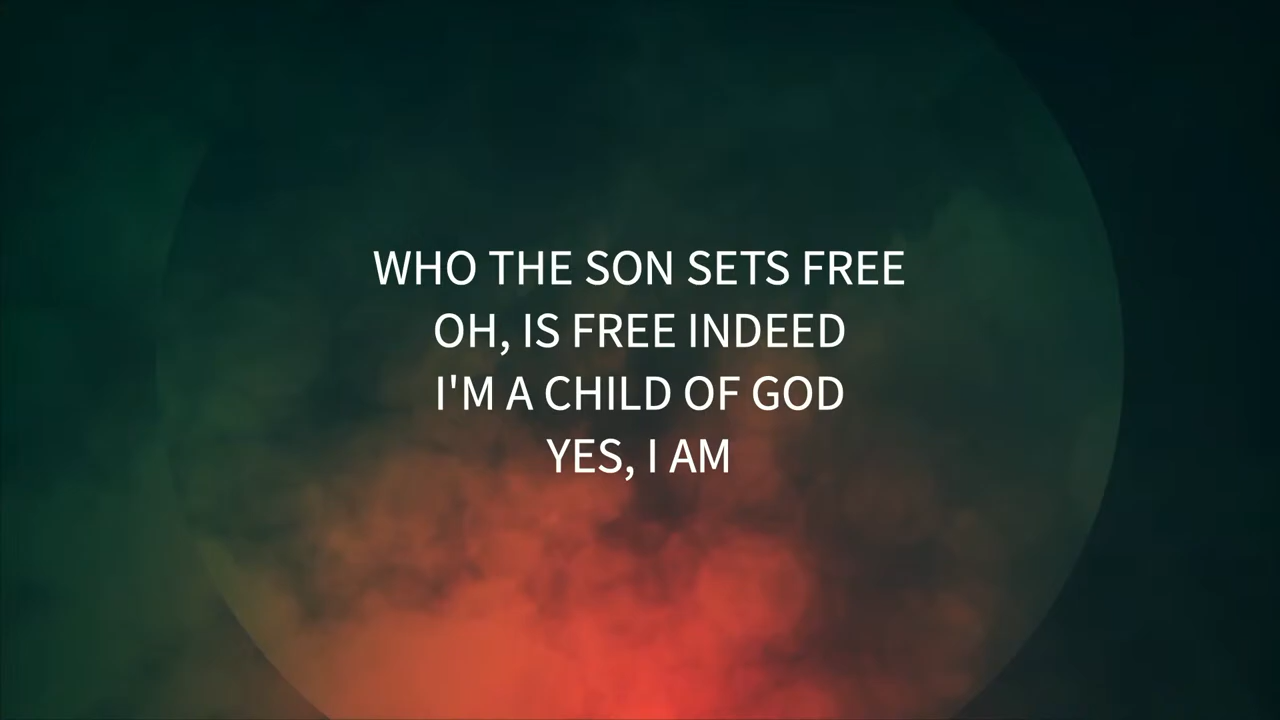 WHO THE SON SETS FREE
OH, IS FREE INDEED
I'M A CHILD OF GOD
YES, I AM